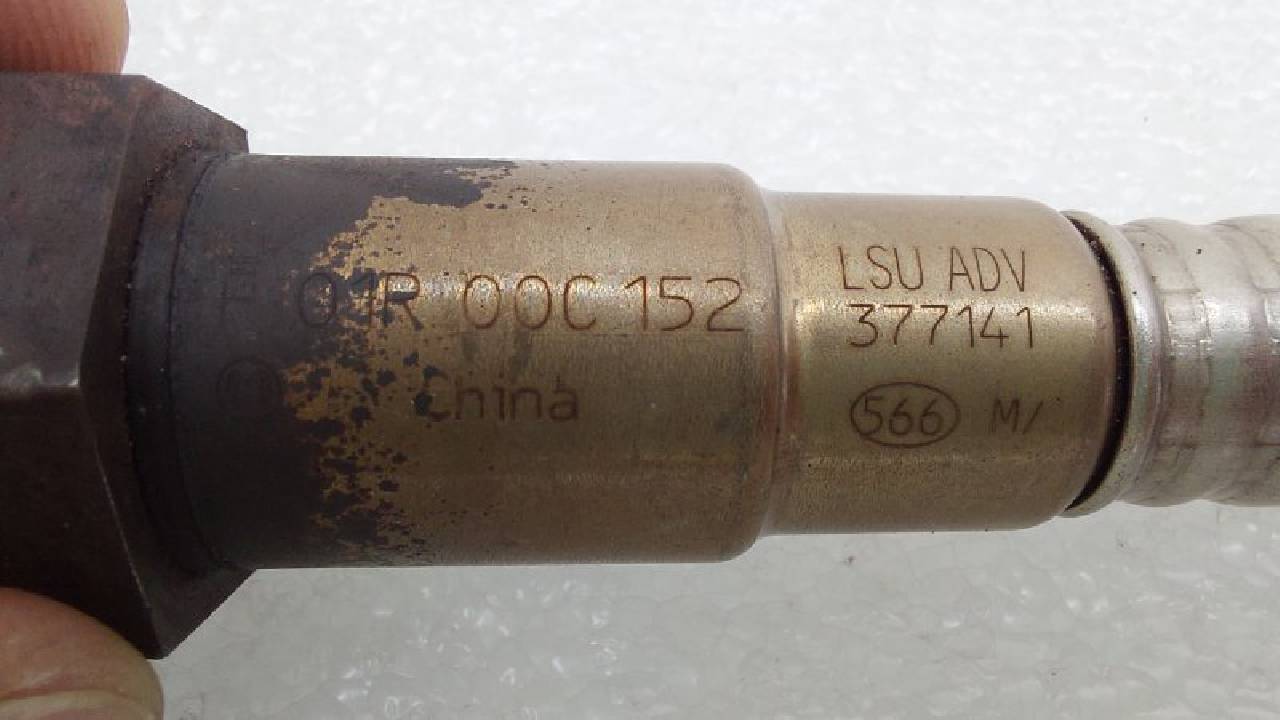 F 01R 00C 152
China
LSU ADV
377141
566 M/